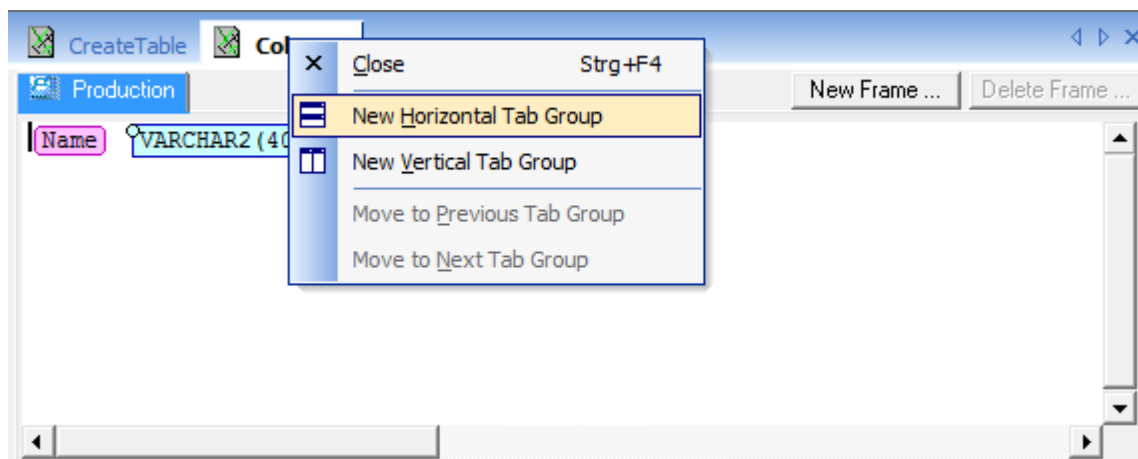 CreateTable
Close Strg+F4
Production New Frame ... Delete Frame ...
New Horizontal Tab Group
Name VARCHAR2(40
New Vertical Tab Group
Move to Previous Tab Group
Move to Next Tab Group